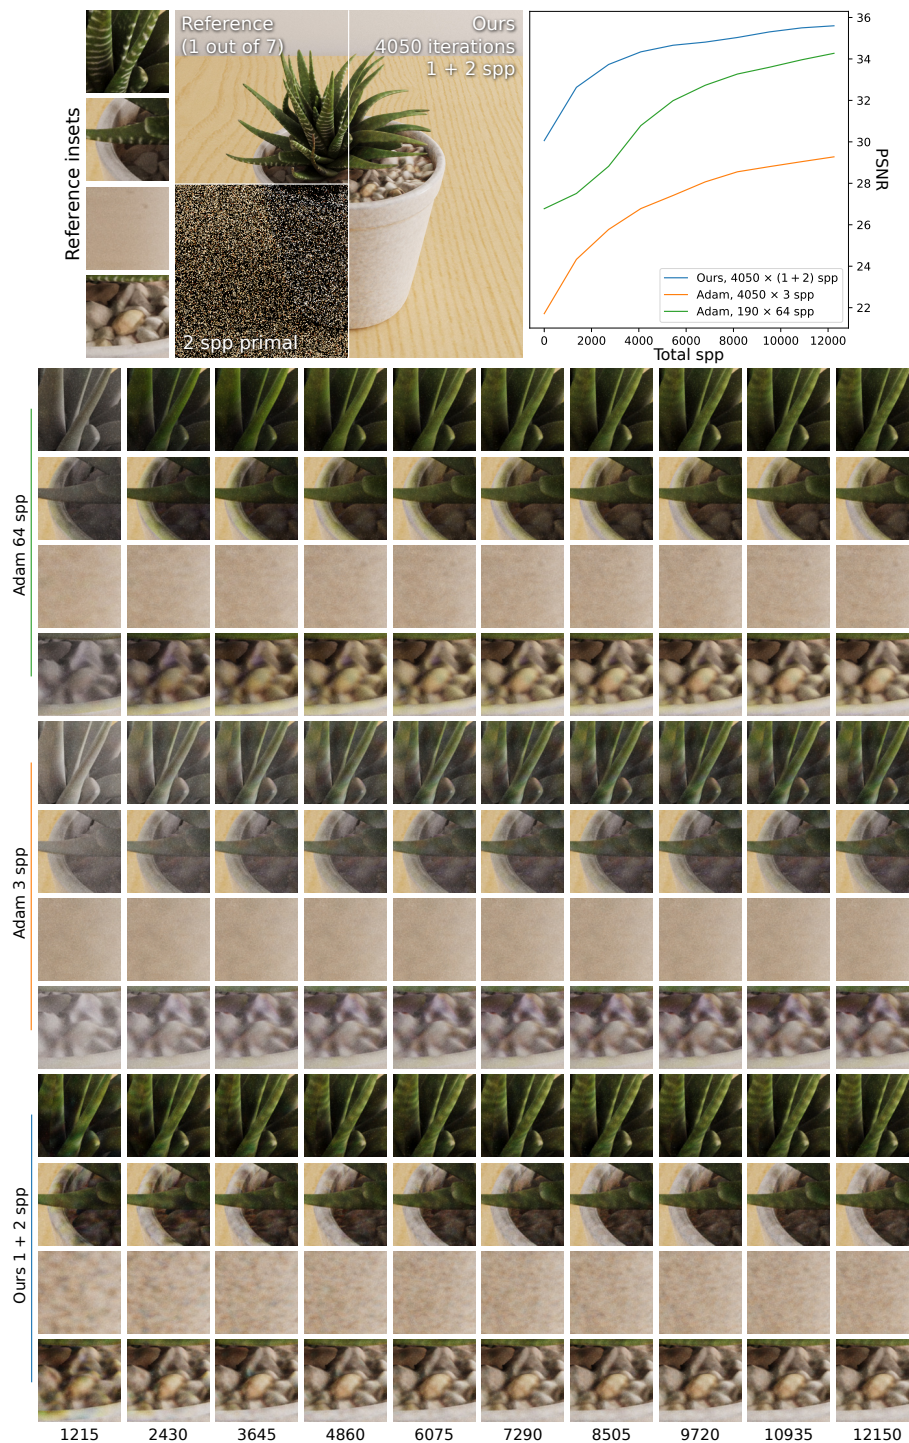 Reference insets
Reference
(1 out of 7)
Ours
4050 iterations
1 + 2 spp
2 spp primal
36
34
32
30
28
26
24
22
PSNR
Ours, 4050 × (1 + 2) spp
Adam, 4050 × 3 spp
Adam, 190 × 64 spp
0 2000 4000 6000 8000 10000 12000
Total spp
Adam 64 spp
Adam 3 spp
Ours 1 + 2 spp
1215 2430 3645 4860 6075 7290 8505 9720 10935 12150